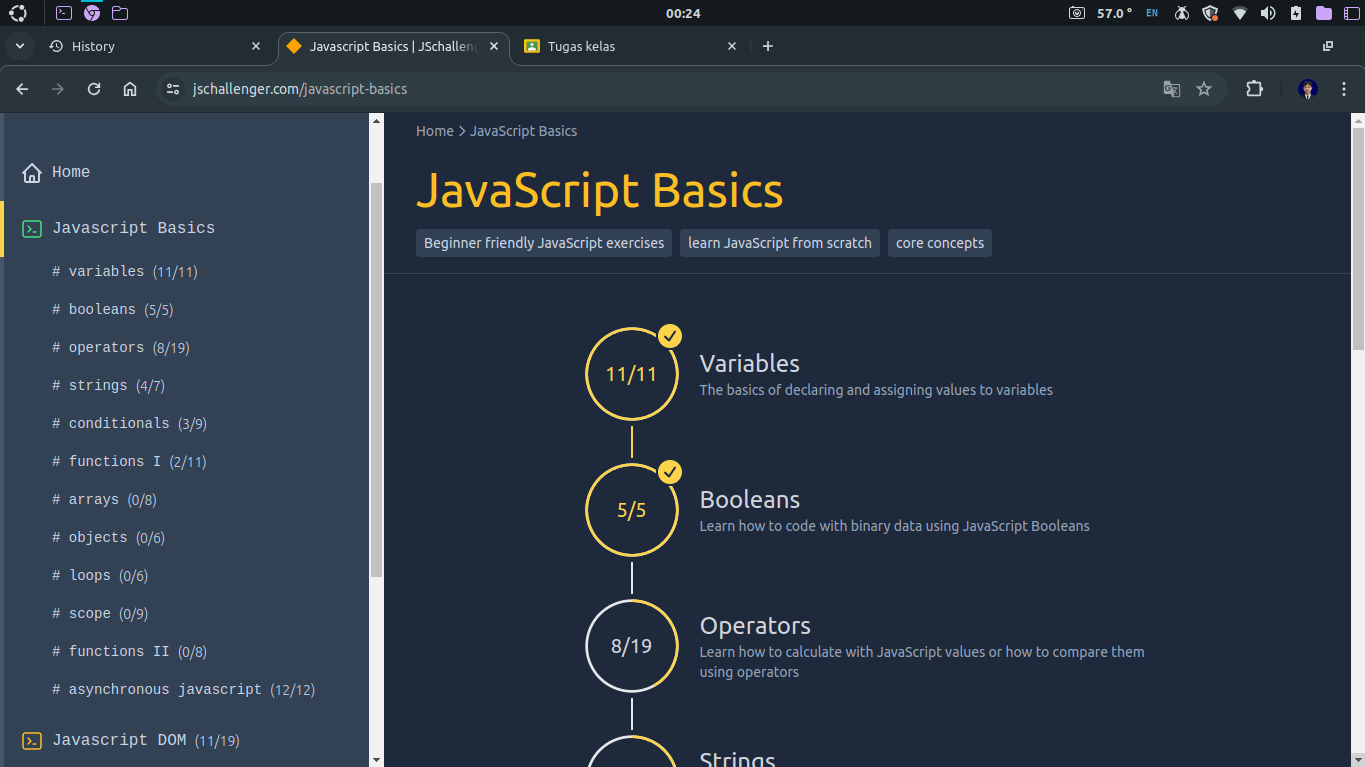 00:24
57.0 °
EN
History
Javascript Basics | JSchalleng
Tugas kelas
jschallenger.com/javascript-basics
Home
Javascript Basics
# variables (11/11)
# booleans (5/5)
# operators (8/19)
# strings (4/7)
# conditionals (3/9)
# functions I (2/11)
# arrays (0/8)
# objects (0/6)
# loops (0/6)
# scope (0/9)
# functions II (0/8)
# asynchronous javascript (12/12)
Javascript DOM (11/19)
Home > JavaScript Basics
JavaScript Basics
Beginner friendly JavaScript exercises
learn JavaScript from scratch
core concepts
11/11
Variables
The basics of declaring and assigning values to variables
5/5
Booleans
Learn how to code with binary data using JavaScript Booleans
8/19
Operators
Learn how to calculate with JavaScript values or how to compare them
using operators
Strings